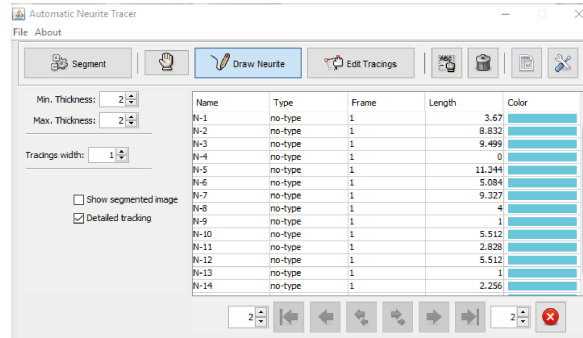 Automatic Neurite Tracer
File About
Segment Draw Neurite Edit Tracings ABC
Min. Thickness: 2
Max. Thickness: 2
Tracings width: 1
Show segmented image
Detailed tracking
Name Type Frame Length Color
N-1 no-type 1 3.67
N-2 no-type 1 8.832
N-3 no-type 1 9.499
N-4 no-type 1 0
N-5 no-type 1 11.344
N-6 no-type 1 5.084
N-7 no-type 1 9.327
N-8 no-type 1 4
N-9 no-type 1 1
N-10 no-type 1 5.512
N-11 no-type 1 2.828
N-12 no-type 1 5.512
N-13 no-type 1 1
N-14 no-type 1 2.256
2 2